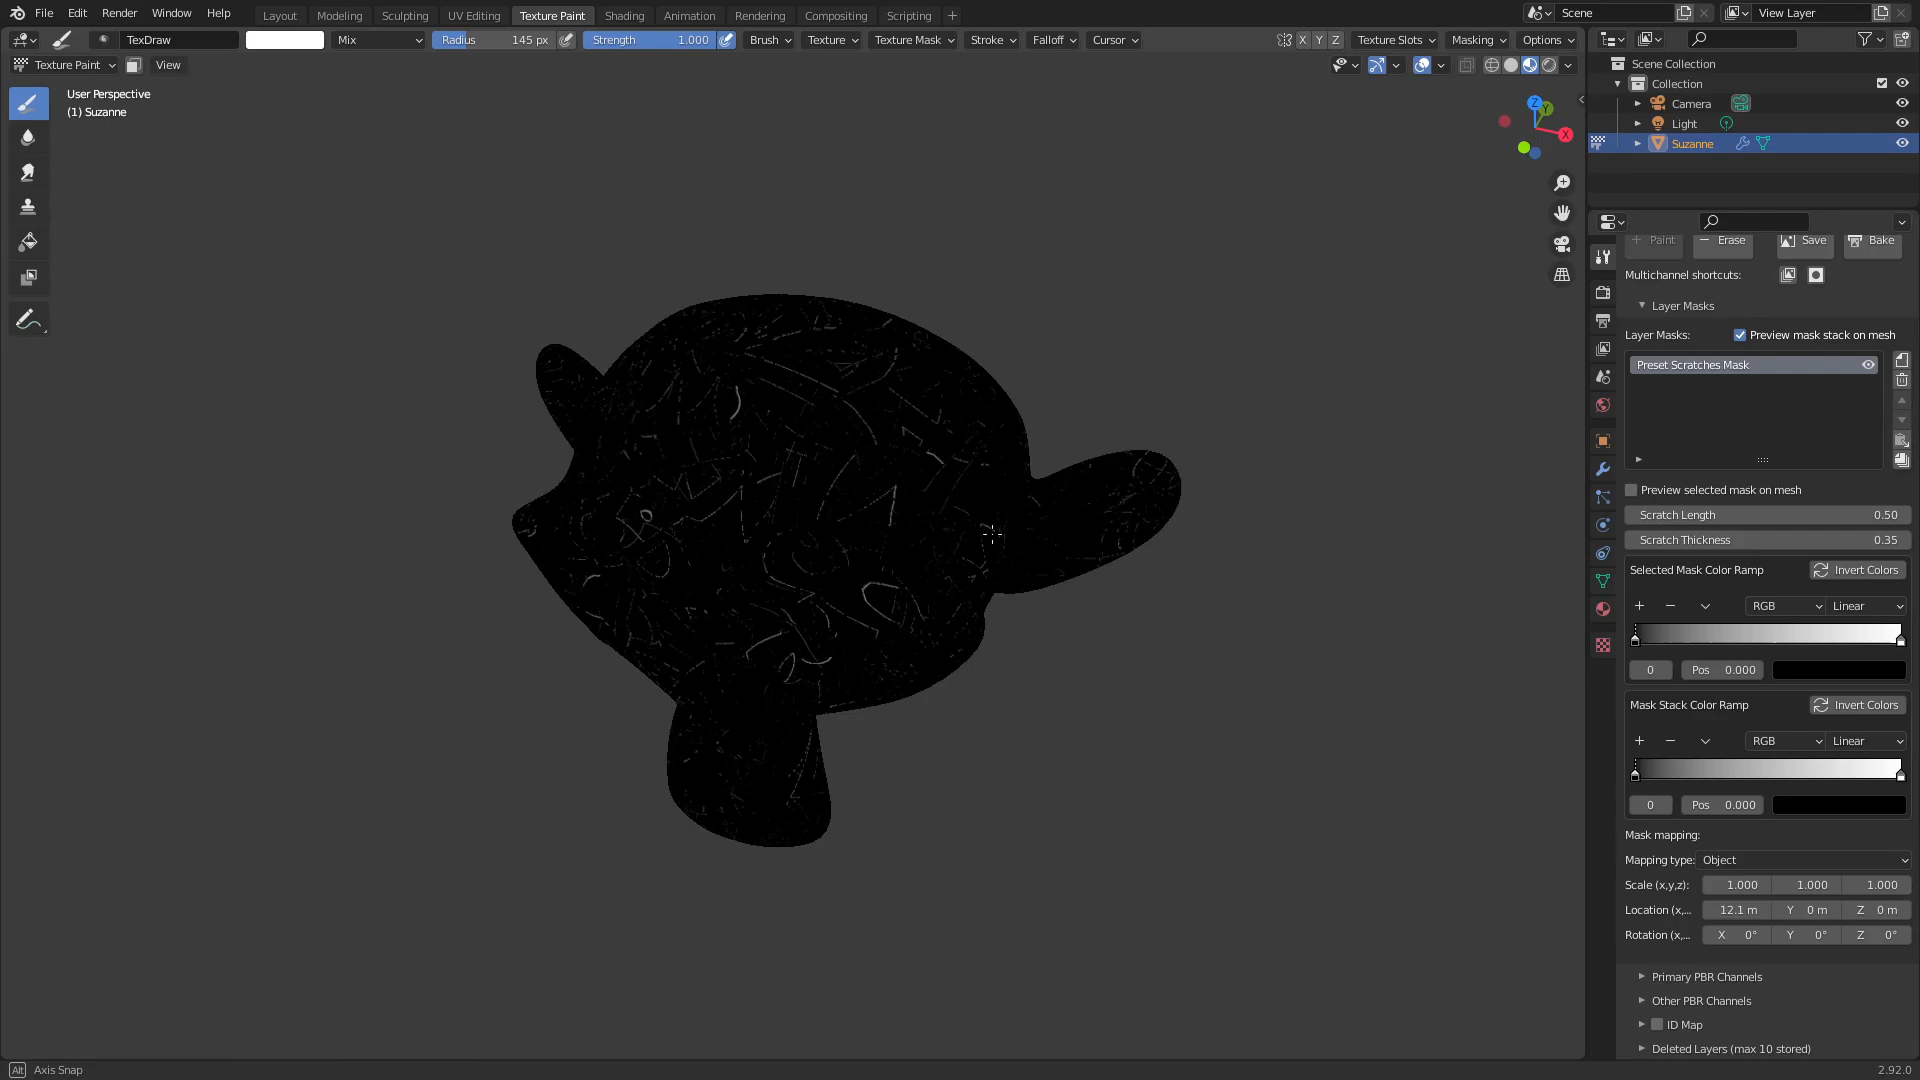 File Edit Render Window Help Layout Modeling Sculpting UV Editing Texture Paint Shading Animation Rendering Compositing Scripting + Scene View Layer
TexDraw Mix Radius 145 px Strength 1.000 Brush Texture Texture Mask Stroke Falloff Cursor X Y Z Texture Slots Masking Options
Texture Paint View
User Perspective
(1) Suzanne
Z Y X
Scene Collection
Collection
Camera
Light
Suzanne
Paint Erase Save Bake
Multichannel shortcuts:
Layer Masks
Layer Masks: Preview mask stack on mesh
Preset Scratches Mask
Preview selected mask on mesh
Scratch Length 0.50
Scratch Thickness 0.35
Selected Mask Color Ramp Invert Colors
RGB Linear
0 Pos 0.000
Mask Stack Color Ramp Invert Colors
RGB Linear
0 Pos 0.000
Mask mapping:
Mapping type: Object
Scale (x,y,z): 1.000 1.000 1.000
Location (x,... 12.1 m Y 0 m Z 0 m
Rotation (x,... X 0° Y 0° Z 0°
Primary PBR Channels
Other PBR Channels
ID Map
Deleted Layers (max 10 stored)
Alt Axis Snap 2.92.0